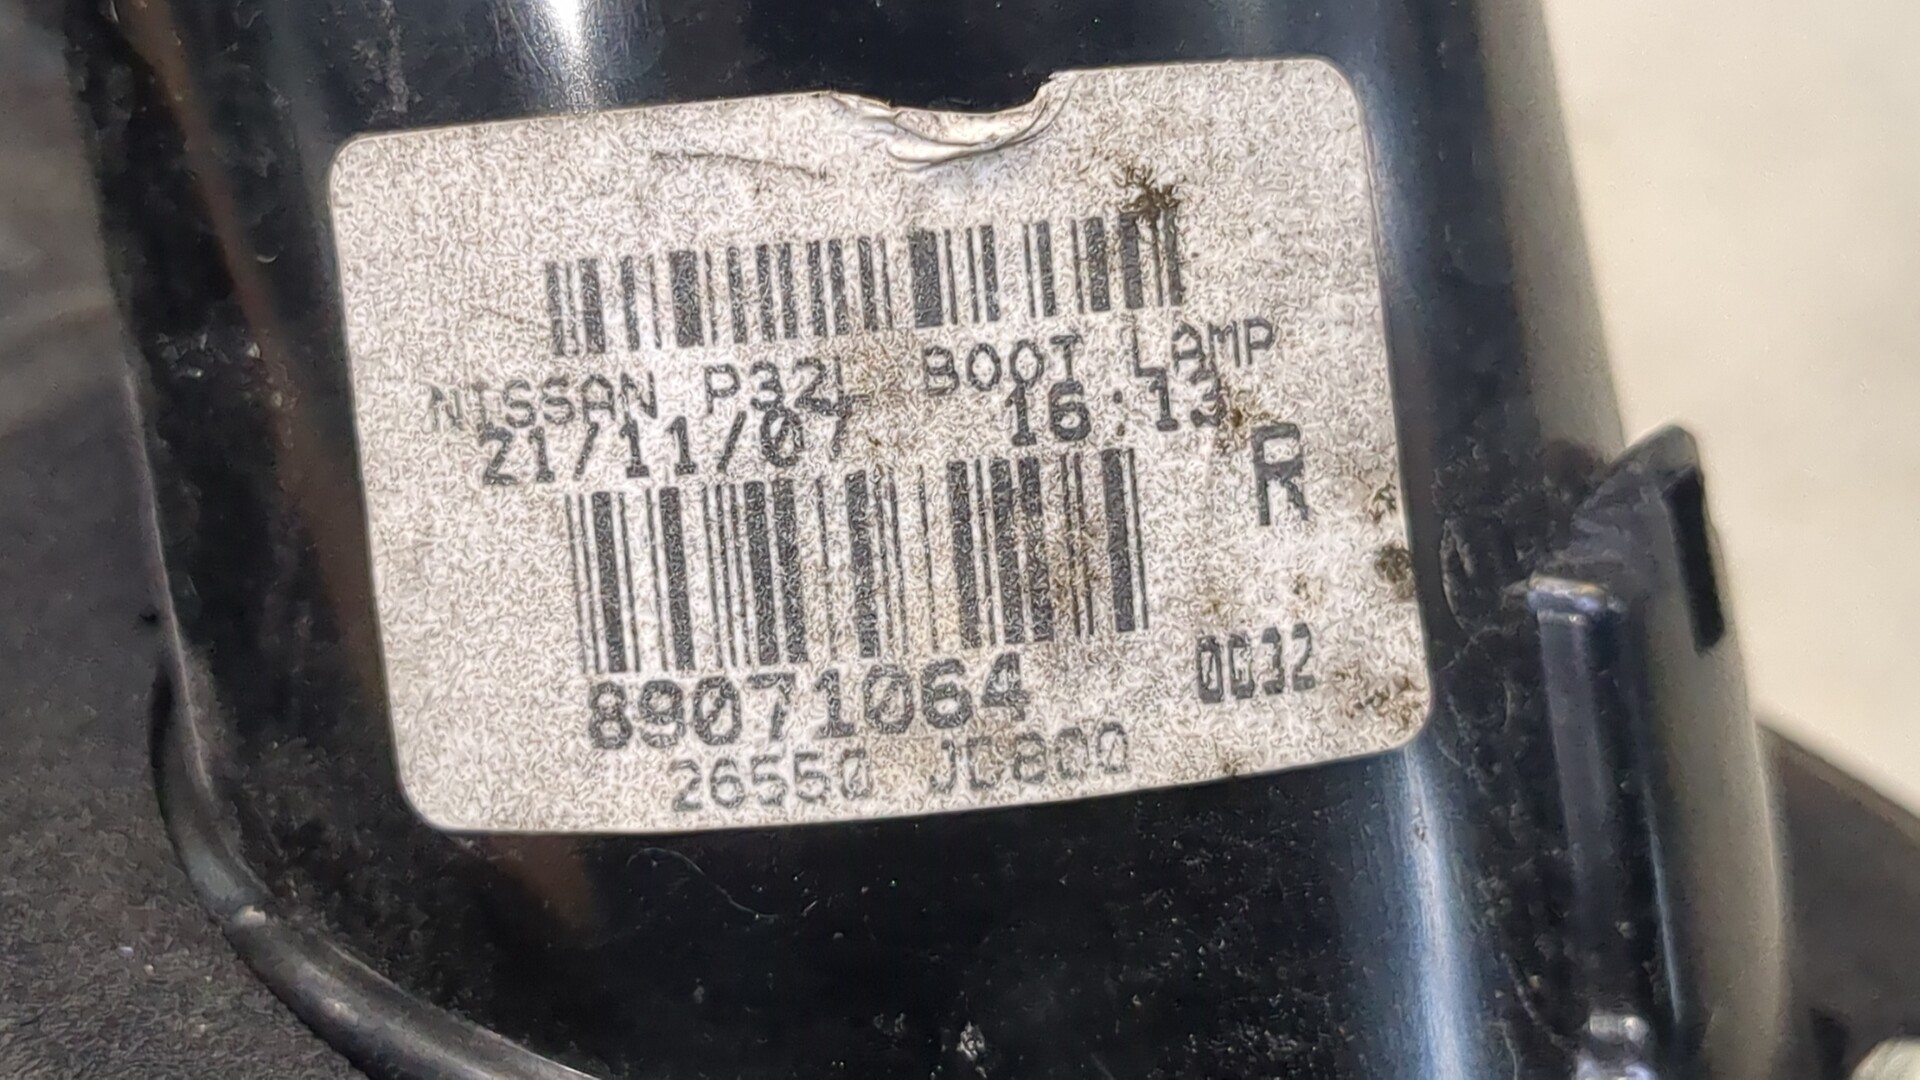 NISSAN P32L BOOT LAMP
21/11/07 16:13
R
89071064
0032
26550 JD800